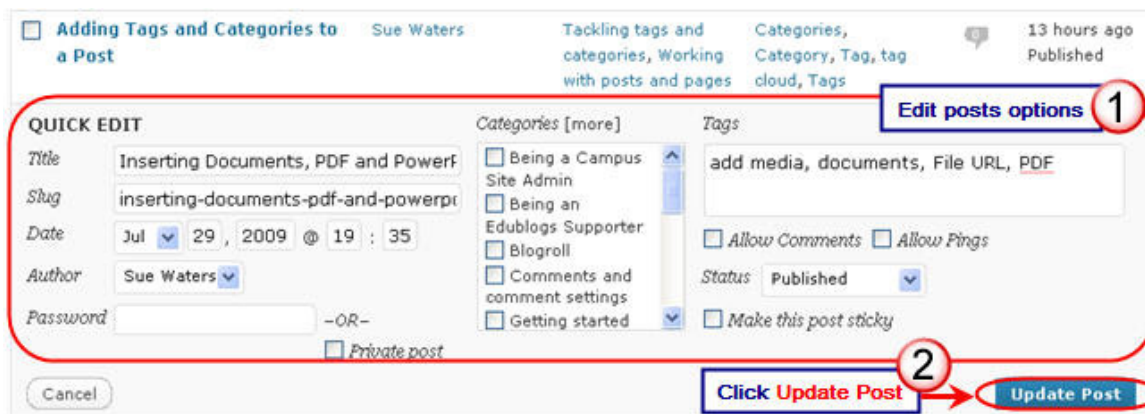 Adding Tags and Categories to
a Post
Sue Waters
Tackling tags and
categories, Working
with posts and pages
Categories,
Category, Tag, tag
cloud, Tags
0
13 hours ago
Published
Edit posts options
1
QUICK EDIT
Title
Inserting Documents, PDF and Power
Slug
inserting-documents-pdf-and-powerp
Date
Jul 29 , 2009 @ 19 : 35
Author
Sue Waters
Password
–OR–
Private post
Categories [more]
Being a Campus
Site Admin
Being an
Edublogs Supporter
Blogroll
Comments and
comment settings
Getting started
Tags
add media, documents, File URL, PDF
Allow Comments Allow Pings
Status Published
Make this post sticky
2
Cancel
Click Update Post
Update Post